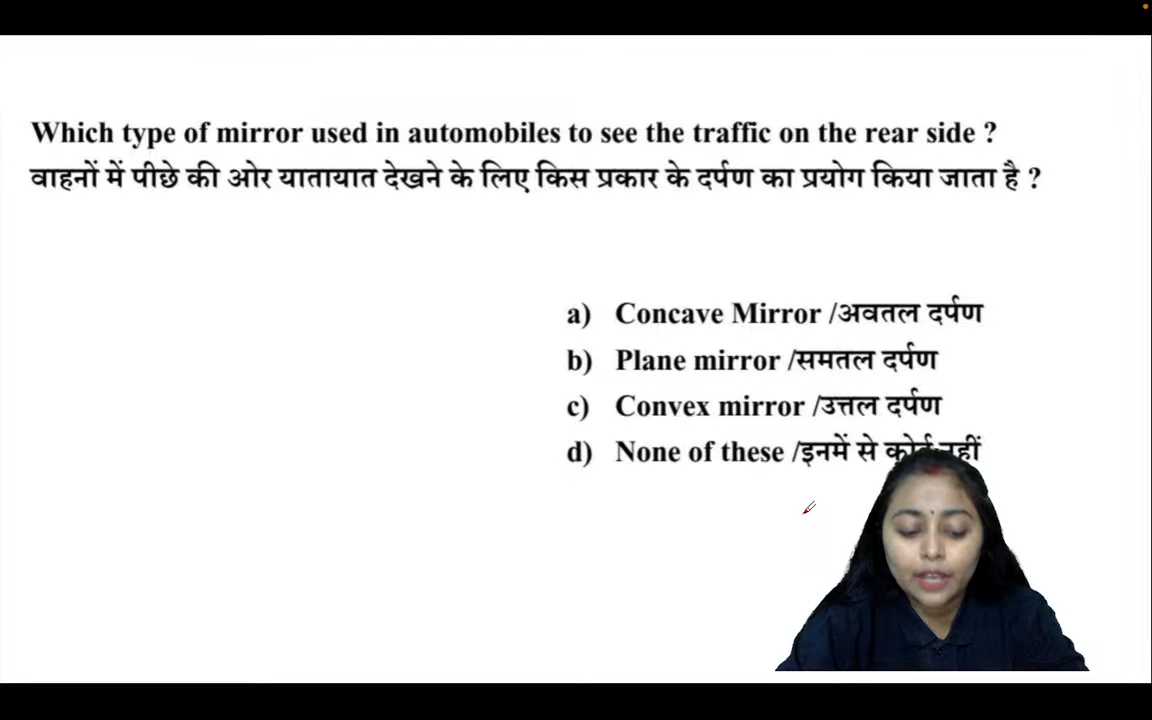 Which type of mirror used in automobiles to see the traffic on the rear side ?
वाहनों में पीछे की ओर यातायात देखने के लिए किस प्रकार के दर्पण का प्रयोग किया जाता है ?
a) Concave Mirror /अवतल दर्पण
b) Plane mirror /समतल दर्पण
c) Convex mirror /उत्तल दर्पण
d) None of these /इनमें से कोई नहीं